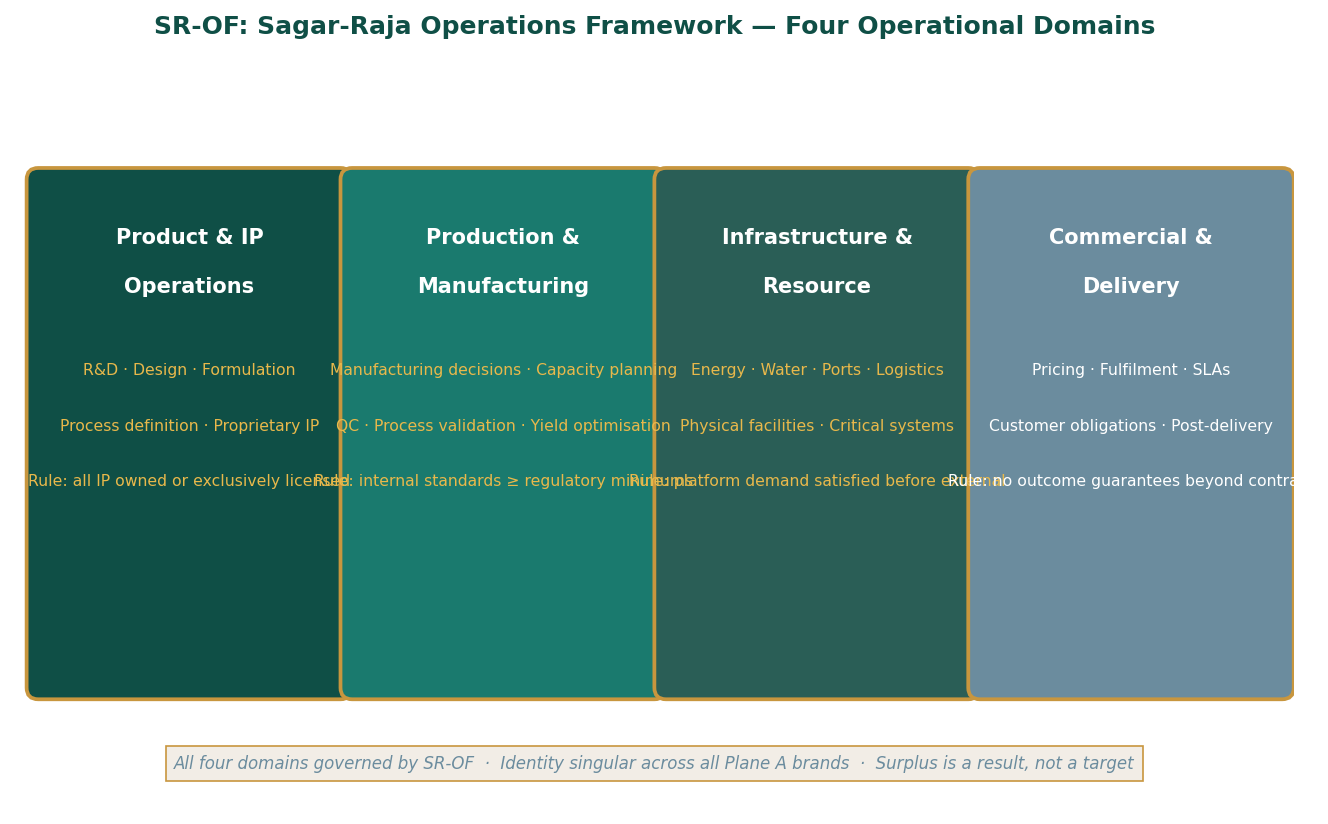 SR-OF: Sagar-Raja Operations Framework — Four Operational Domains
Product & IP
Operations
R&D · Design · Formulation
Process definition · Proprietary IP
Rule: all IP owned or exclusively licensed
Production &
Manufacturing
Manufacturing decisions · Capacity planning
QC · Process validation · Yield optimisation
Rule: internal standards ≥ regulatory minimums
Infrastructure &
Resource
Energy · Water · Ports · Logistics
Physical facilities · Critical systems
Rule: platform demand satisfied before external
Commercial &
Delivery
Pricing · Fulfilment · SLAs
Customer obligations · Post-delivery
Rule: no outcome guarantees beyond
All four domains governed by SR-OF · Identity singular across all Plane A brands · Surplus is a result, not a target